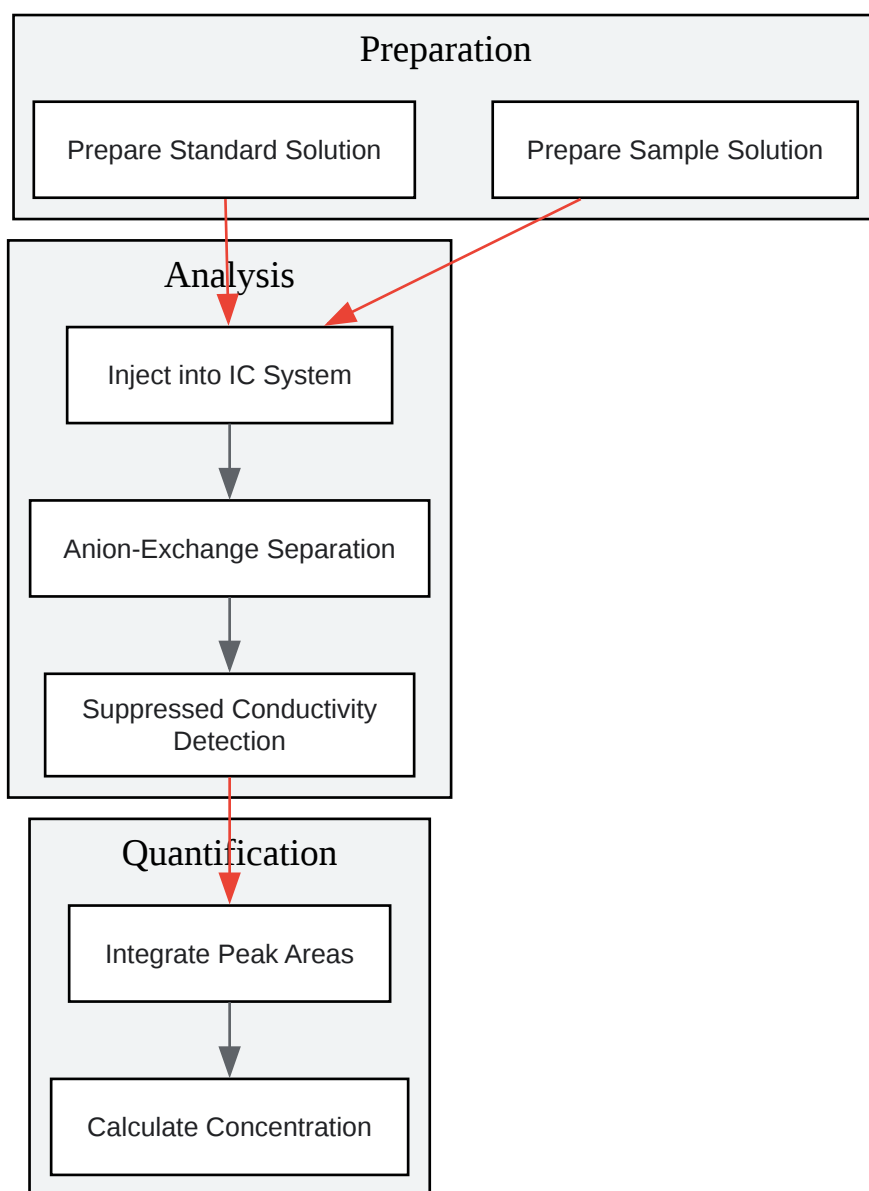 Preparation
Prepare Standard Solution
Prepare Sample Solution
Analysis
Inject into IC System
Anion-Exchange Separation
Suppressed Conductivity
Detection
Quantification
Integrate Peak Areas
Calculate Concentration